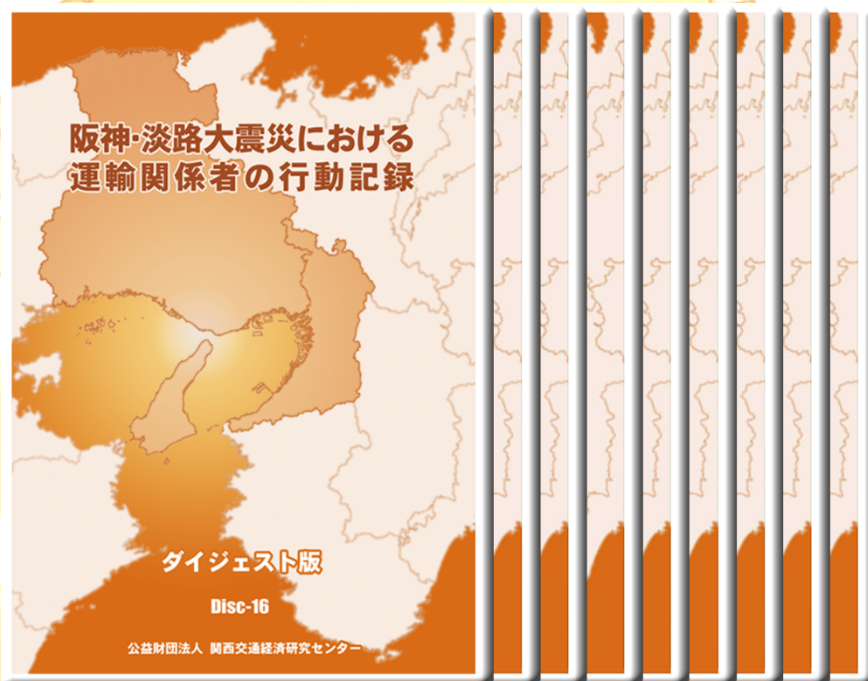 阪神・淡路大震災における
運輸関係者の行動記録
ダイジェスト版
Disc-16
公益財団法人 関西交通経済研究センター